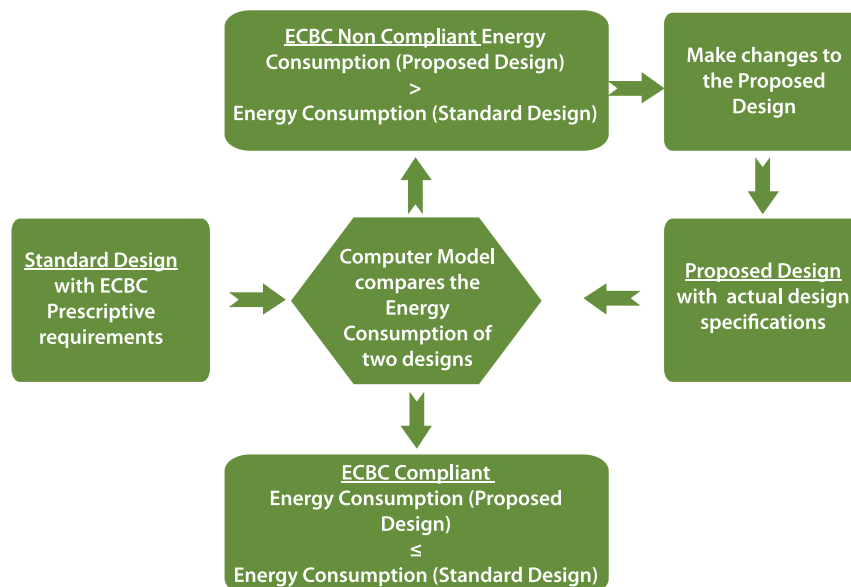 ECBC Non Compliant Energy
Consumption (Proposed Design)
>
Energy Consumption (Standard Design)
Make changes to
the Proposed
Design
Standard Design
with ECBC
Prescriptive
requirements
Computer Model
compares the
Energy
Consumption of
two designs
Proposed Design
with actual design
specifications
ECBC Compliant
Energy Consumption (Proposed
Design)
≤
Energy Consumption (Standard Design)